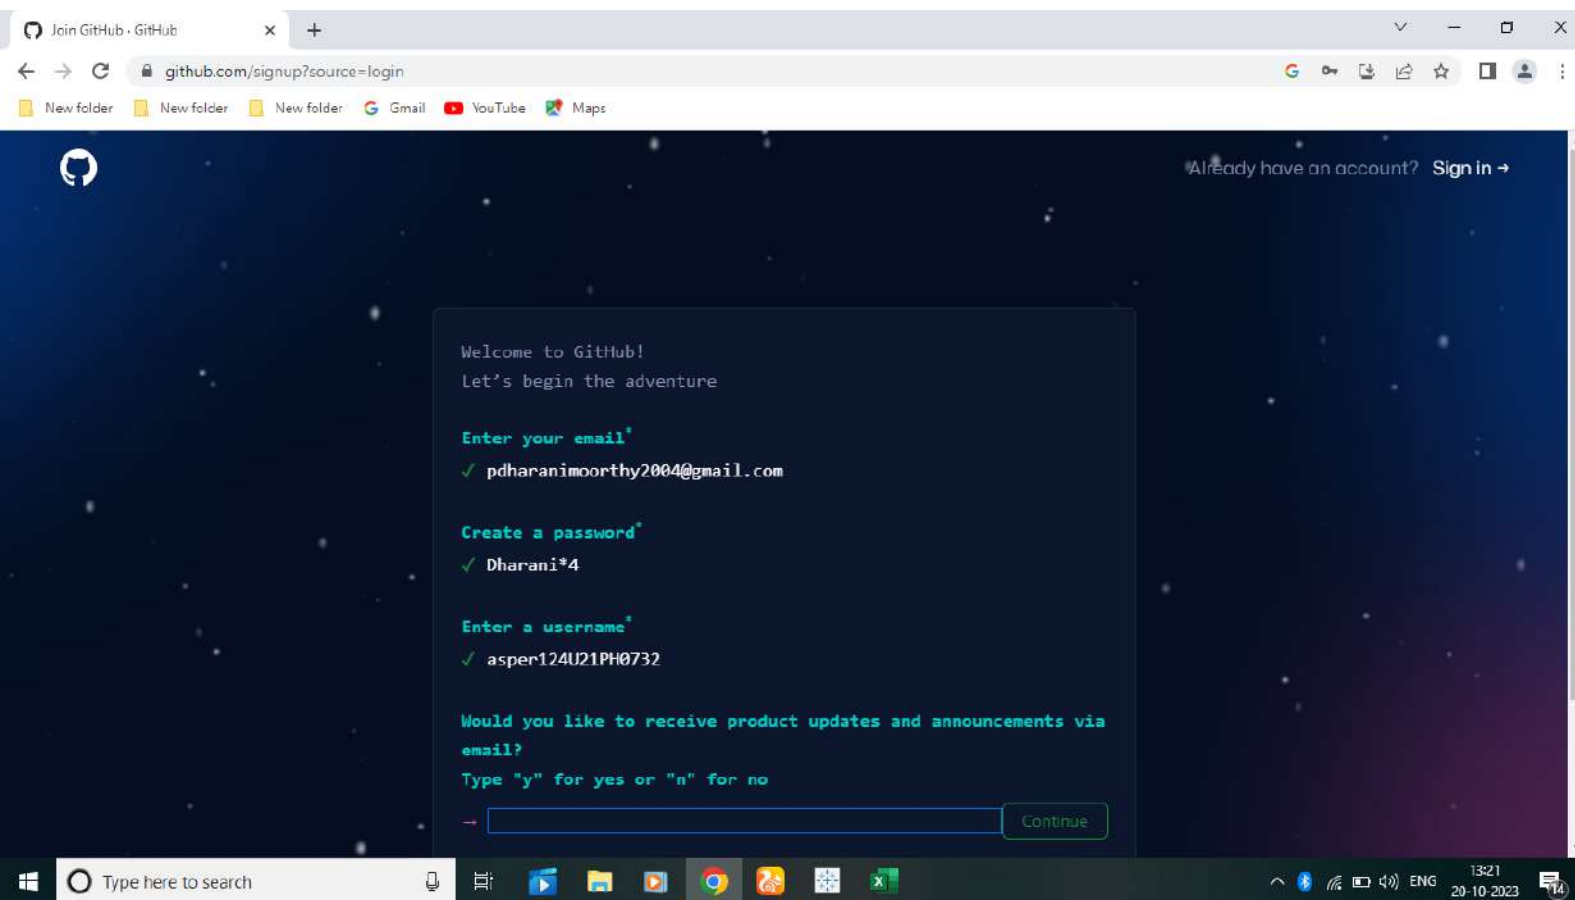 Join GitHub · GitHub
github.com/signup?source=login
New folder New folder New folder Gmail YouTube Maps
Already have an account? Sign in →
Welcome to GitHub!
Let's begin the adventure
Enter your email*
✓ pdharanimoorthy2004@gmail.com
Create a password*
✓ Dharani*4
Enter a username*
✓ asper124U21PH0732
Would you like to receive product updates and announcements via
email?
Type "y" for yes or "n" for no
→ Continue
Type here to search
ENG
13:21
20-10-2023
14